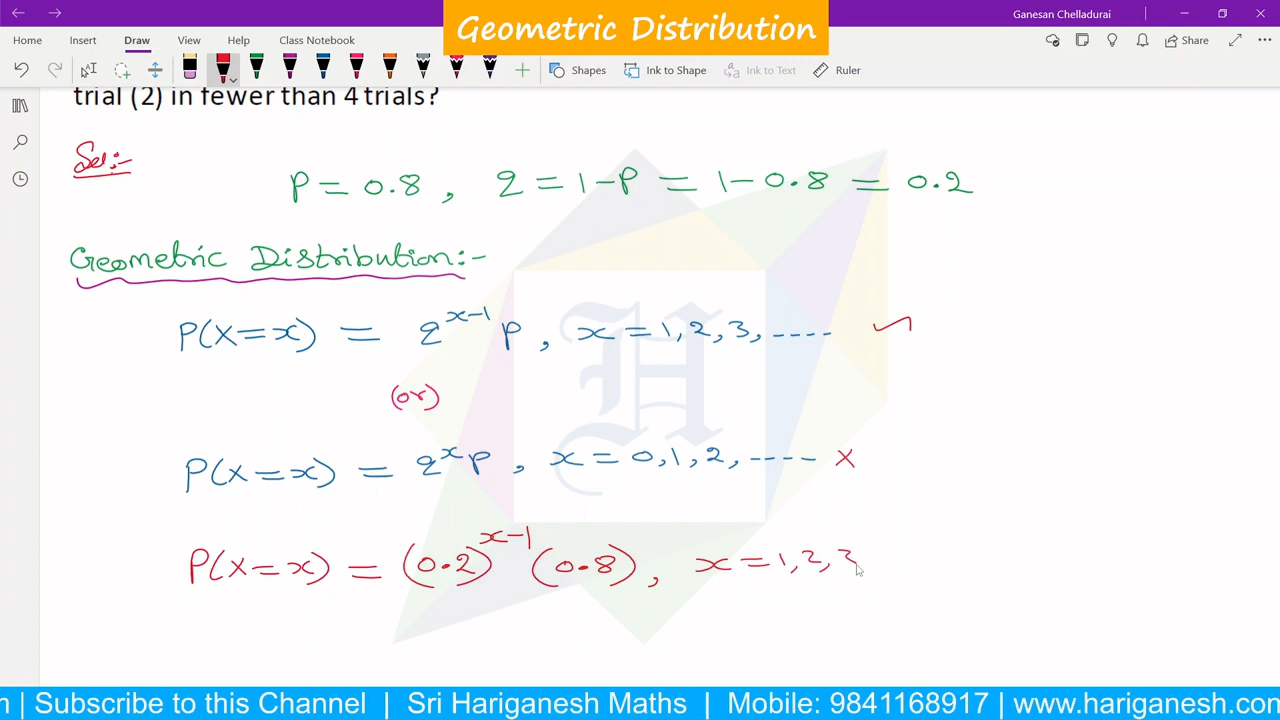 Geometric Distribution
Ganesan Chelladurai
Home Insert Draw View Help Class Notebook Share
Shapes Ink to Shape Ink to Text Ruler
trial (2) in fewer than 4 trials?
Sol:-
P = 0.8 , q = 1-P = 1-0.8 = 0.2
Geometric Distribution:-
P(X=x) = q^{x-1} p , x = 1, 2, 3, ....
(or)
P(X=x) = q^x p , x = 0, 1, 2, ---- ×
P(X=x) = (0.2)^{x-1} (0.8) , x = 1, 2, 3
| Subscribe to this Channel | Sri Hariganesh Maths | Mobile: 9841168917 | www.hariganesh.com